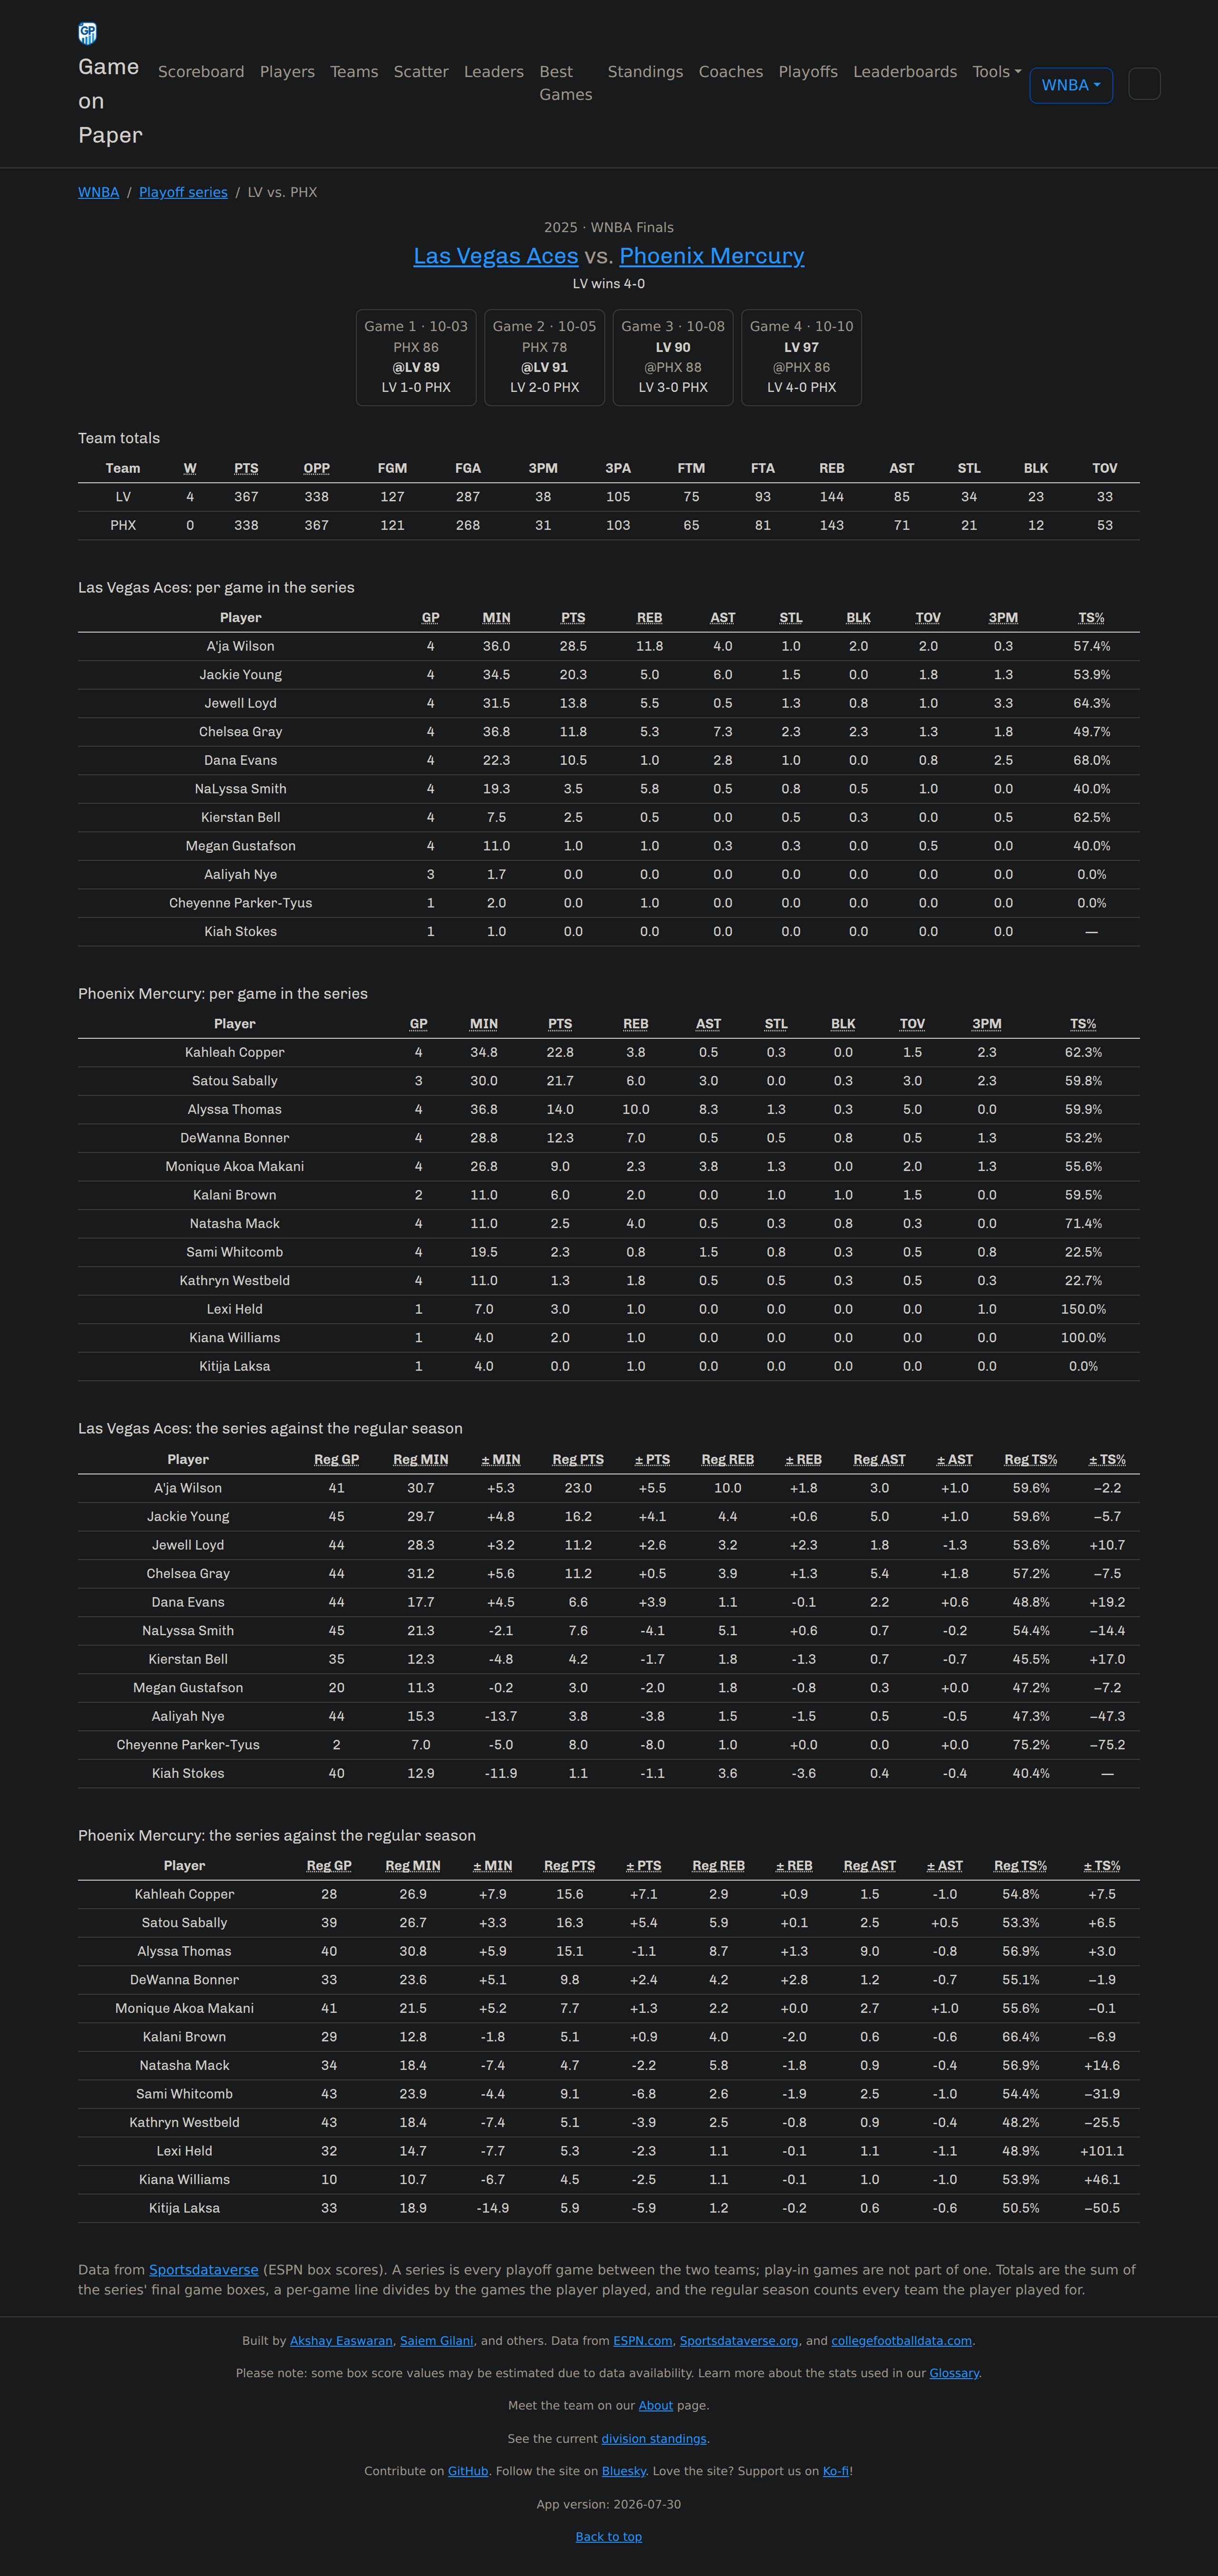 GP
Game
on
Paper
Scoreboard Players Teams Scatter Leaders Best Games Standings Coaches Playoffs Leaderboards Tools WNBA
WNBA / Playoff series / LV vs. PHX
2025 · WNBA Finals
Las Vegas Aces vs. Phoenix Mercury
LV wins 4-0
Game 1 · 10-03 Game 2 · 10-05 Game 3 · 10-08 Game 4 · 10-10
PHX 86 PHX 78 LV 90 LV 97
@LV 89 @LV 91 @PHX 88 @PHX 86
LV 1-0 PHX LV 2-0 PHX LV 3-0 PHX LV 4-0 PHX
Team totals
Team W PTS OPP FGM FGA 3PM 3PA FTM FTA REB AST STL BLK TOV
LV 4 367 338 127 287 38 105 75 93 144 85 34 23 33
PHX 0 338 367 121 268 31 103 65 81 143 71 21 12 53
Las Vegas Aces: per game in the series
Player GP MIN PTS REB AST STL BLK TOV 3PM TS%
A'ja Wilson 4 36.0 28.5 11.8 4.0 1.0 2.0 2.0 0.3 57.4%
Jackie Young 4 34.5 20.3 5.0 6.0 1.5 0.0 1.8 1.3 53.9%
Jewell Loyd 4 31.5 13.8 5.5 0.5 1.3 0.8 1.0 3.3 64.3%
Chelsea Gray 4 36.8 11.8 5.3 7.3 2.3 2.3 1.3 1.8 49.7%
Dana Evans 4 22.3 10.5 1.0 2.8 1.0 0.0 0.8 2.5 68.0%
NaLyssa Smith 4 19.3 3.5 5.8 0.5 0.8 0.5 1.0 0.0 40.0%
Kierstan Bell 4 7.5 2.5 0.5 0.0 0.5 0.3 0.0 0.5 62.5%
Megan Gustafson 4 11.0 1.0 1.0 0.3 0.3 0.0 0.5 0.0 40.0%
Aaliyah Nye 3 1.7 0.0 0.0 0.0 0.0 0.0 0.0 0.0 0.0%
Cheyenne Parker-Tyus 1 2.0 0.0 1.0 0.0 0.0 0.0 0.0 0.0 0.0%
Kiah Stokes 1 1.0 0.0 0.0 0.0 0.0 0.0 0.0 0.0 —
Phoenix Mercury: per game in the series
Player GP MIN PTS REB AST STL BLK TOV 3PM TS%
Kahleah Copper 4 34.8 22.8 3.8 0.5 0.3 0.0 1.5 2.3 62.3%
Satou Sabally 3 30.0 21.7 6.0 3.0 0.0 0.3 3.0 2.3 59.8%
Alyssa Thomas 4 36.8 14.0 10.0 8.3 1.3 0.3 5.0 0.0 59.9%
DeWanna Bonner 4 28.8 12.3 7.0 0.5 0.5 0.8 0.5 1.3 53.2%
Monique Akoa Makani 4 26.8 9.0 2.3 3.8 1.3 0.0 2.0 1.3 55.6%
Kalani Brown 2 11.0 6.0 2.0 0.0 1.0 1.0 1.5 0.0 59.5%
Natasha Mack 4 11.0 2.5 4.0 0.5 0.3 0.8 0.3 0.0 71.4%
Sami Whitcomb 4 19.5 2.3 0.8 1.5 0.8 0.3 0.5 0.8 22.5%
Kathryn Westbeld 4 11.0 1.3 1.8 0.5 0.5 0.3 0.5 0.3 22.7%
Lexi Held 1 7.0 3.0 1.0 0.0 0.0 0.0 0.0 1.0 150.0%
Kiana Williams 1 4.0 2.0 1.0 0.0 0.0 0.0 0.0 0.0 100.0%
Kitija Laksa 1 4.0 0.0 1.0 0.0 0.0 0.0 0.0 0.0 0.0%
Las Vegas Aces: the series against the regular season
Player Reg GP Reg MIN ± MIN Reg PTS ± PTS Reg REB ± REB Reg AST ± AST Reg TS% ± TS%
A'ja Wilson 41 30.7 +5.3 23.0 +5.5 10.0 +1.8 3.0 +1.0 59.6% −2.2
Jackie Young 45 29.7 +4.8 16.2 +4.1 4.4 +0.6 5.0 +1.0 59.6% −5.7
Jewell Loyd 44 28.3 +3.2 11.2 +2.6 3.2 +2.3 1.8 -1.3 53.6% +10.7
Chelsea Gray 44 31.2 +5.6 11.2 +0.5 3.9 +1.3 5.4 +1.8 57.2% −7.5
Dana Evans 44 17.7 +4.5 6.6 +3.9 1.1 -0.1 2.2 +0.6 48.8% +19.2
NaLyssa Smith 45 21.3 -2.1 7.6 -4.1 5.1 +0.6 0.7 -0.2 54.4% −14.4
Kierstan Bell 35 12.3 -4.8 4.2 -1.7 1.8 -1.3 0.7 -0.7 45.5% +17.0
Megan Gustafson 20 11.3 -0.2 3.0 -2.0 1.8 -0.8 0.3 +0.0 47.2% −7.2
Aaliyah Nye 44 15.3 -13.7 3.8 -3.8 1.5 -1.5 0.5 -0.5 47.3% −47.3
Cheyenne Parker-Tyus 2 7.0 -5.0 8.0 -8.0 1.0 +0.0 0.0 +0.0 75.2% −75.2
Kiah Stokes 40 12.9 -11.9 1.1 -1.1 3.6 -3.6 0.4 -0.4 40.4% —
Phoenix Mercury: the series against the regular season
Player Reg GP Reg MIN ± MIN Reg PTS ± PTS Reg REB ± REB Reg AST ± AST Reg TS% ± TS%
Kahleah Copper 28 26.9 +7.9 15.6 +7.1 2.9 +0.9 1.5 -1.0 54.8% +7.5
Satou Sabally 39 26.7 +3.3 16.3 +5.4 5.9 +0.1 2.5 +0.5 53.3% +6.5
Alyssa Thomas 40 30.8 +5.9 15.1 -1.1 8.7 +1.3 9.0 -0.8 56.9% +3.0
DeWanna Bonner 33 23.6 +5.1 9.8 +2.4 4.2 +2.8 1.2 -0.7 55.1% −1.9
Monique Akoa Makani 41 21.5 +5.2 7.7 +1.3 2.2 +0.0 2.7 +1.0 55.6% −0.1
Kalani Brown 29 12.8 -1.8 5.1 +0.9 4.0 -2.0 0.6 -0.6 66.4% −6.9
Natasha Mack 34 18.4 -7.4 4.7 -2.2 5.8 -1.8 0.9 -0.4 56.9% +14.6
Sami Whitcomb 43 23.9 -4.4 9.1 -6.8 2.6 -1.9 2.5 -1.0 54.4% −31.9
Kathryn Westbeld 43 18.4 -7.4 5.1 -3.9 2.5 -0.8 0.9 -0.4 48.2% −25.5
Lexi Held 32 14.7 -7.7 5.3 -2.3 1.1 -0.1 1.1 -1.1 48.9% +101.1
Kiana Williams 10 10.7 -6.7 4.5 -2.5 1.1 -0.1 1.0 -1.0 53.9% +46.1
Kitija Laksa 33 18.9 -14.9 5.9 -5.9 1.2 -0.2 0.6 -0.6 50.5% −50.5
Data from Sportsdataverse (ESPN box scores). A series is every playoff game between the two teams; play-in games are not part of one. Totals are the sum of
the series' final game boxes, a per-game line divides by the games the player played, and the regular season counts every team the player played for.
Built by Akshay Easwaran, Saiem Gilani, and others. Data from ESPN.com, Sportsdataverse.org, and collegefootballdata.com.
Please note: some box score values may be estimated due to data availability. Learn more about the stats used in our Glossary.
Meet the team on our About page.
See the current division standings.
Contribute on GitHub. Follow the site on Bluesky. Love the site? Support us on Ko-fi!
App version: 2026-07-30
Back to top